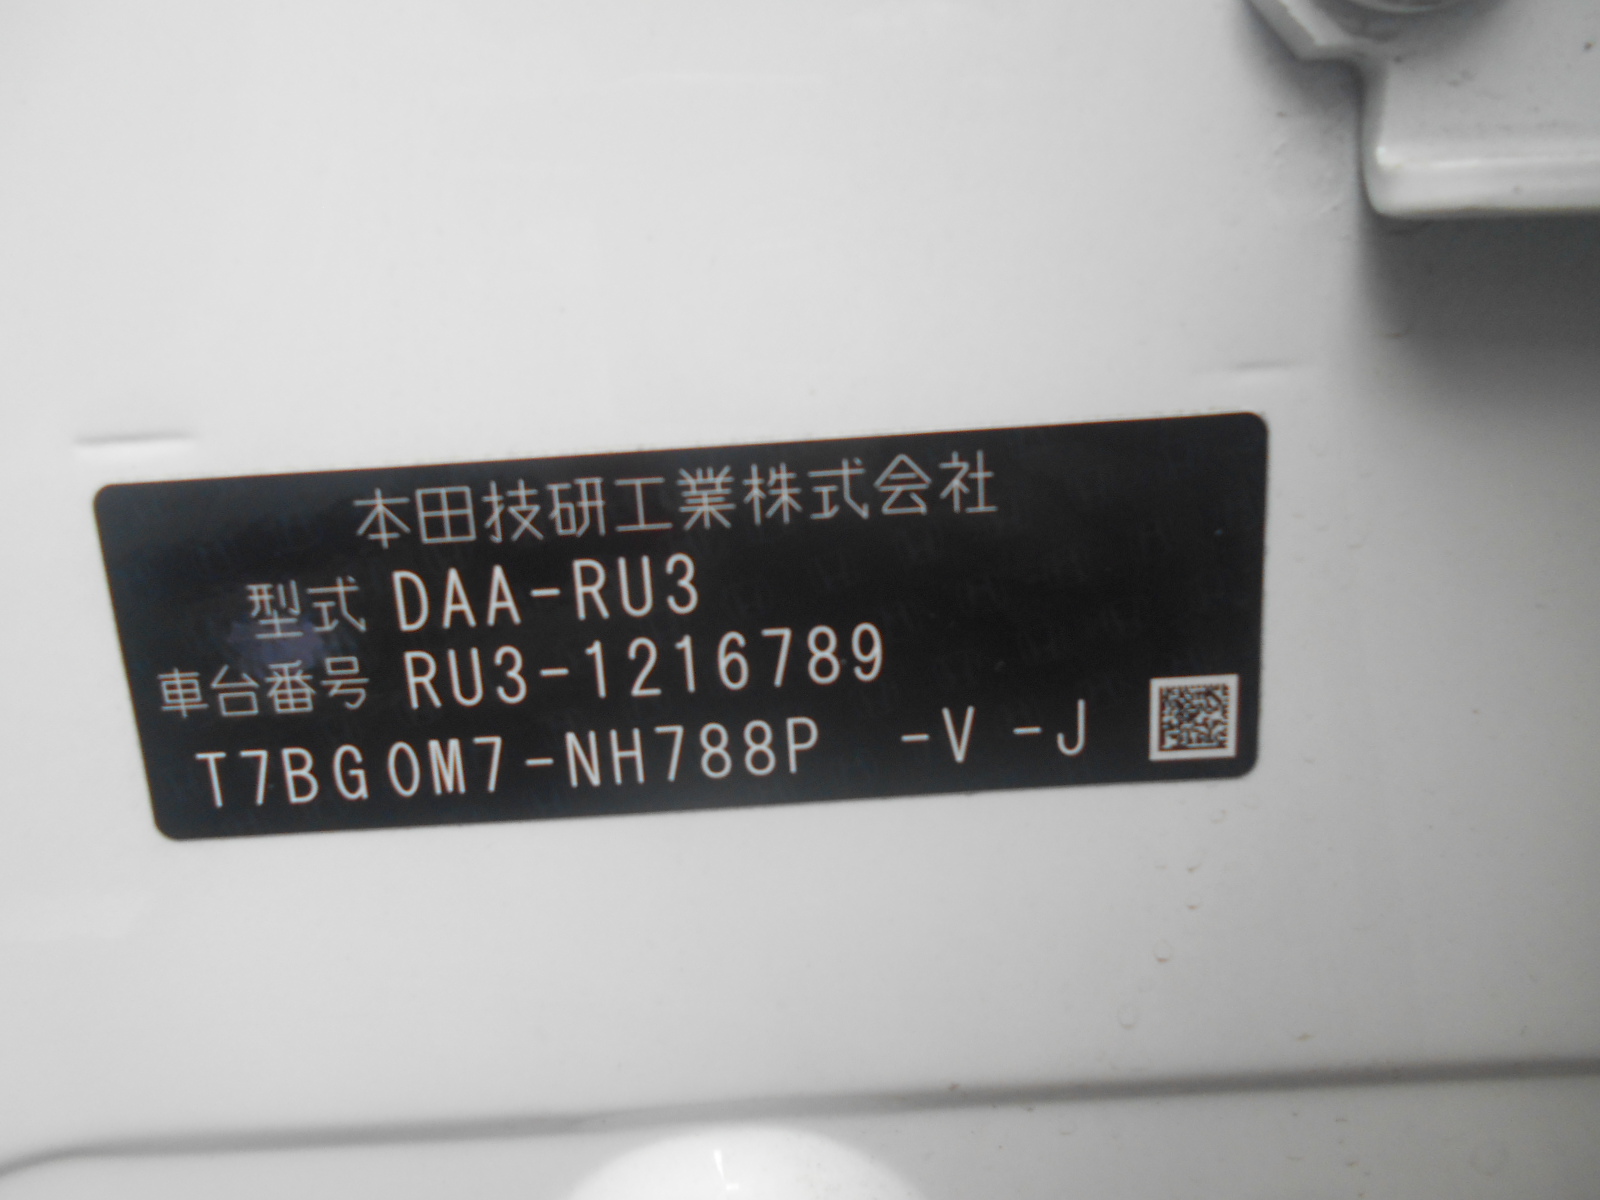 本田技研工業株式会社
型式 DAA-RU3
車台番号 RU3-1216789
T7BG0M7-NH788P -V -J